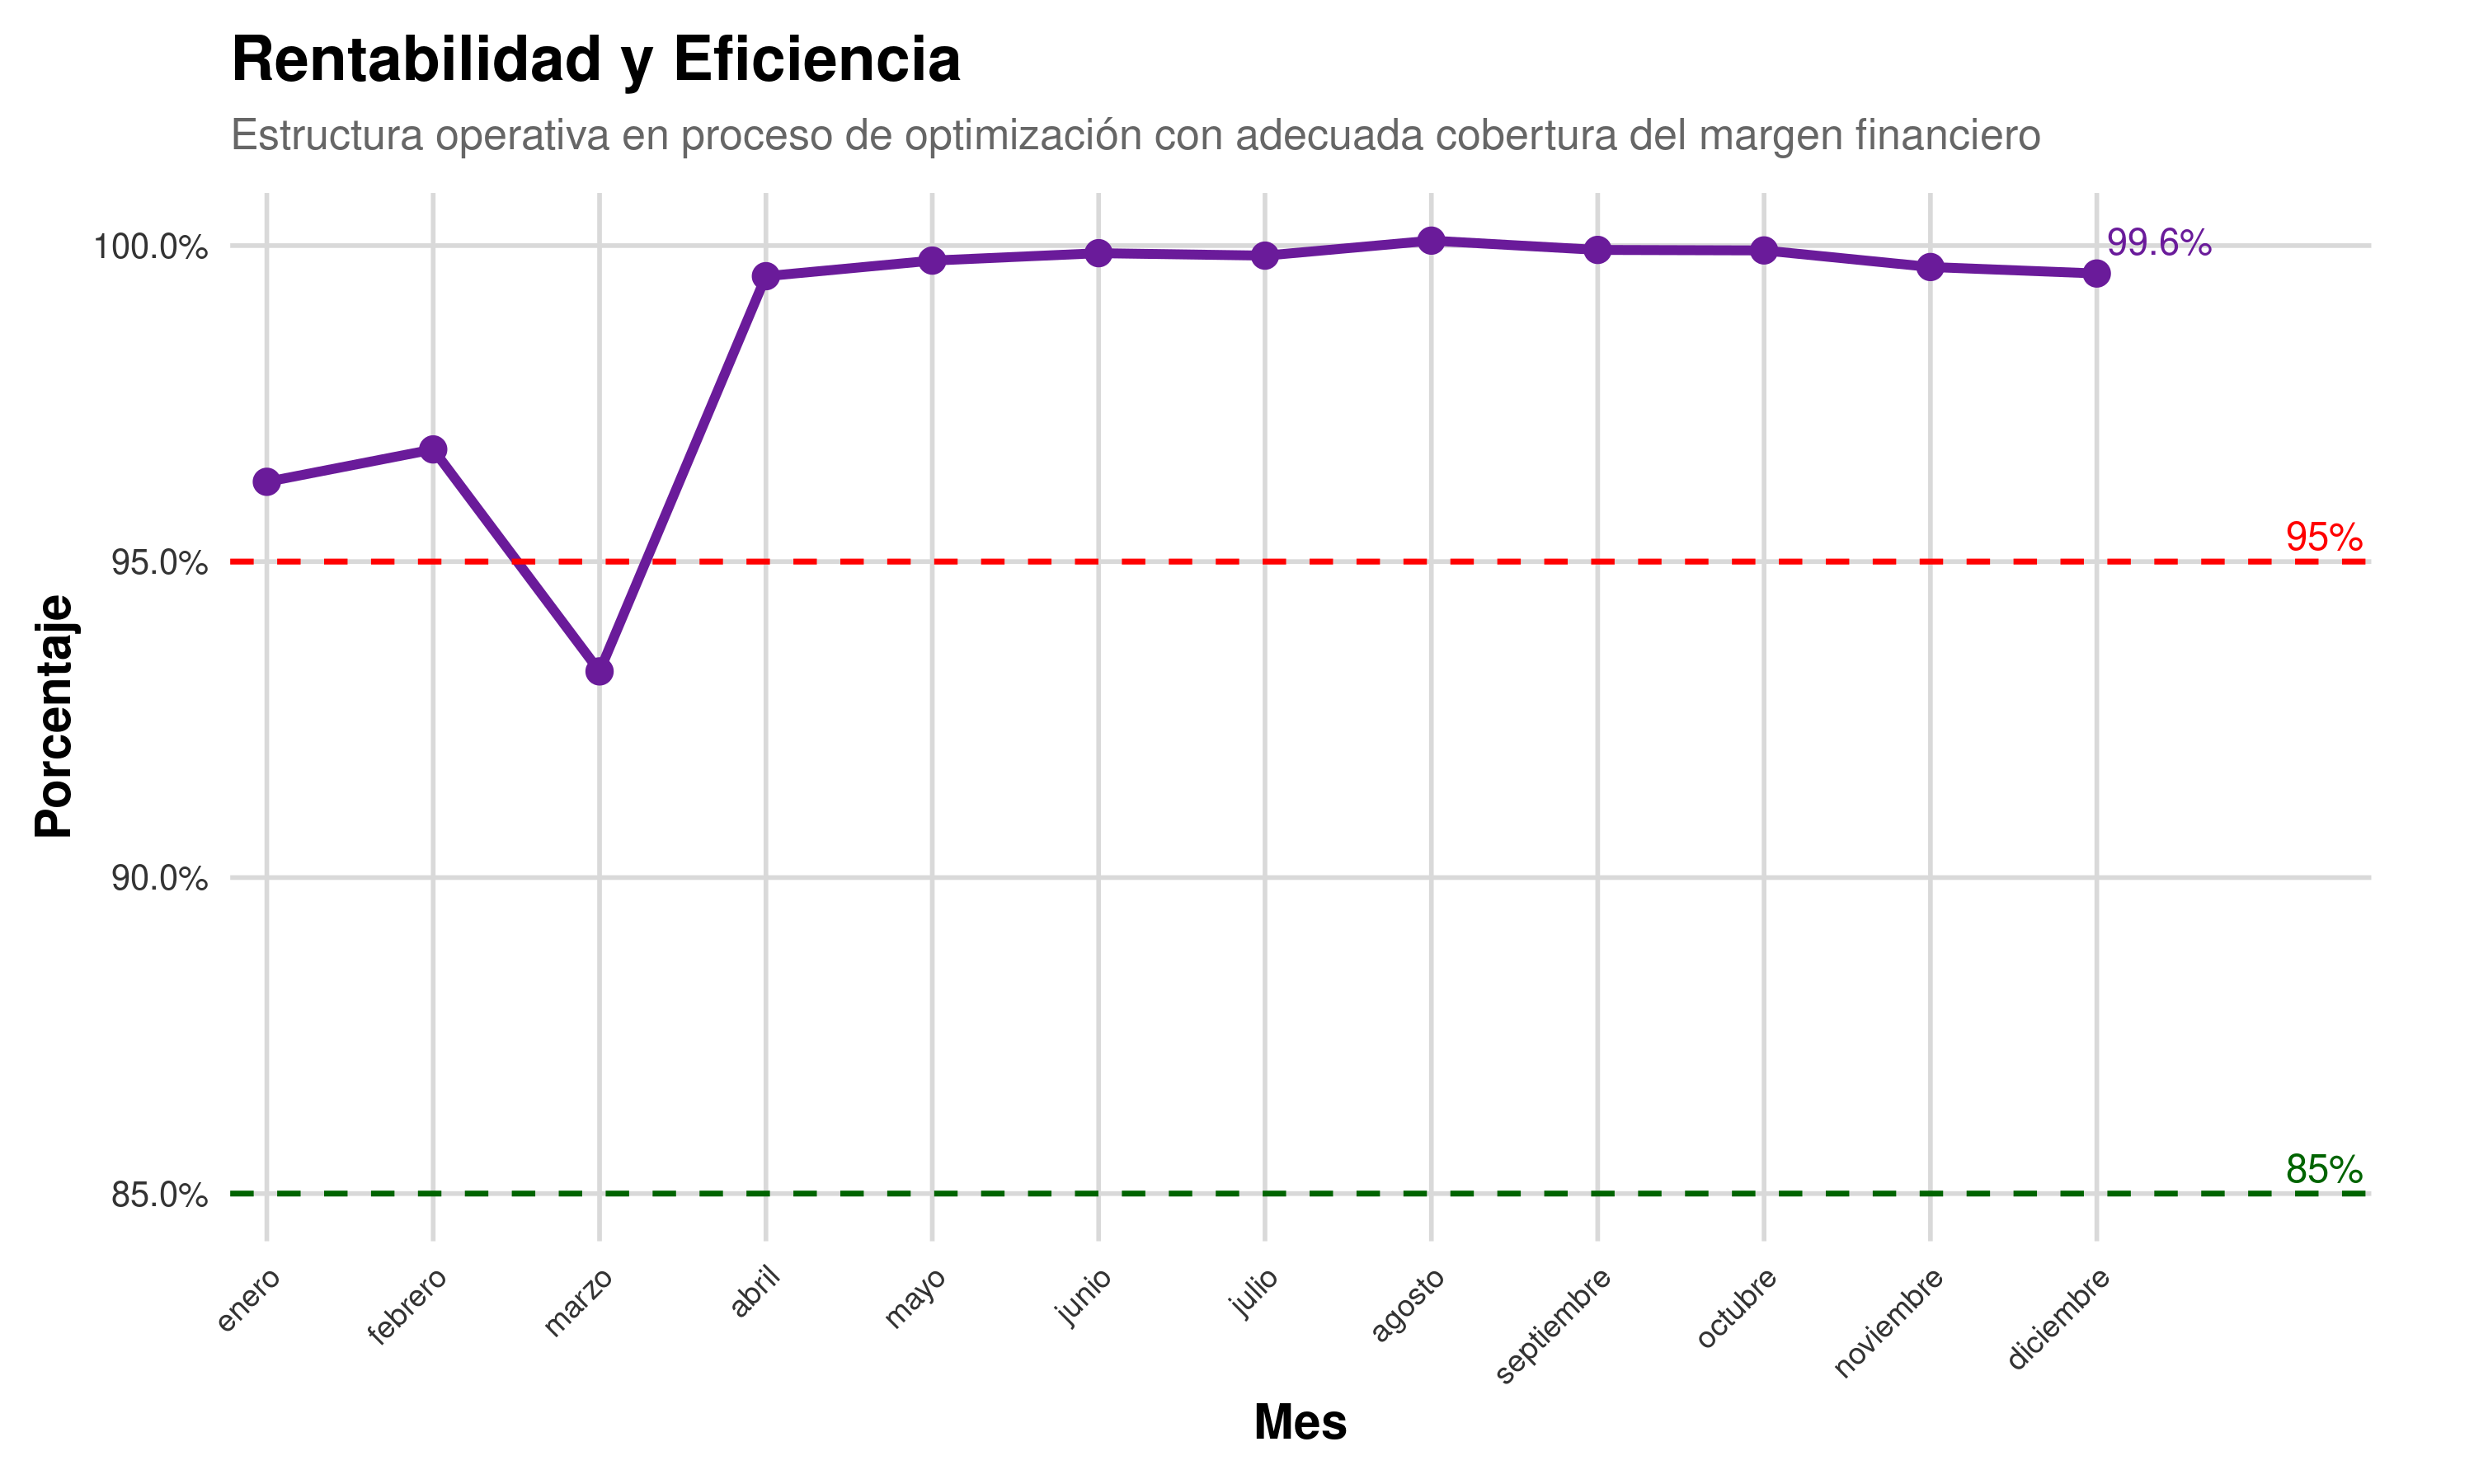 Rentabilidad y Eficiencia
Estructura operativa en proceso de optimización con adecuada cobertura del margen financiero
100.0%
99.6%
95%
95.0%
Porcentaje
90.0%
85%
85.0%
enero
febrero
marzo
abril
mayo
junio
julio
agosto
septiembre
octubre
noviembre
diciembre
Mes